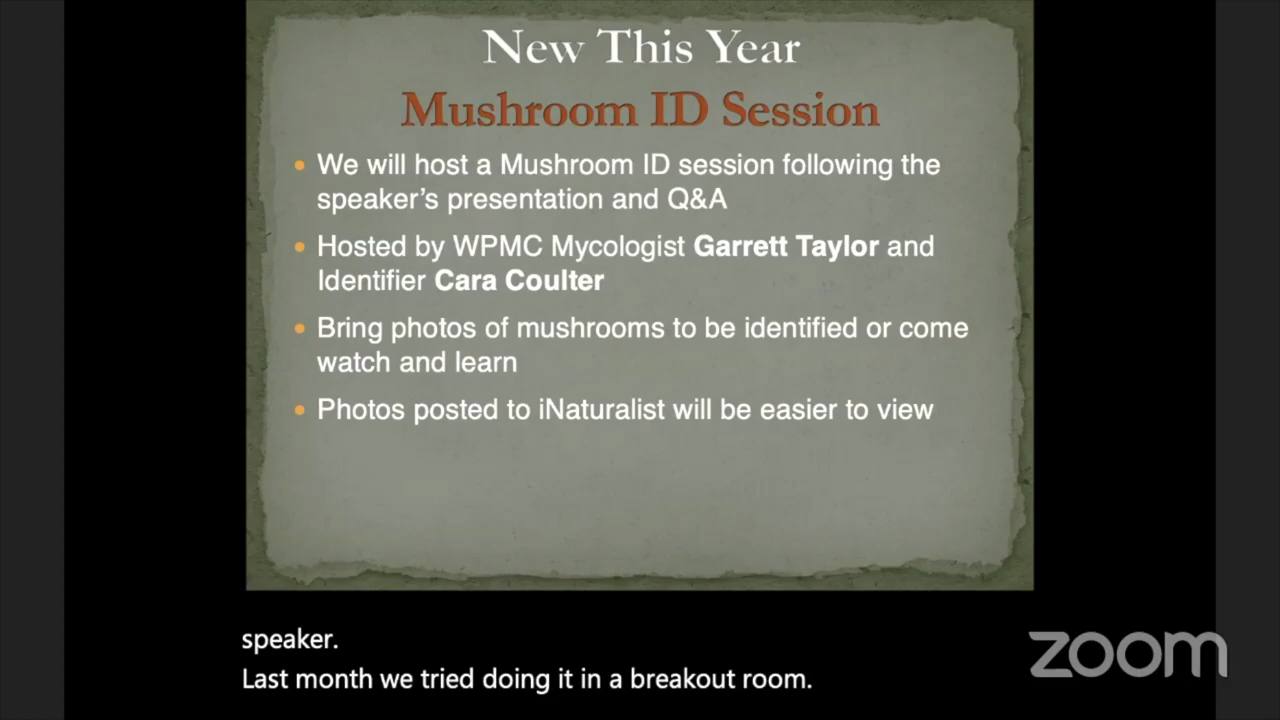 New This Year
Mushroom ID Session
• We will host a Mushroom ID session following the
speaker's presentation and Q&A
• Hosted by WPMC Mycologist Garrett Taylor and
Identifier Cara Coulter
• Bring photos of mushrooms to be identified or come
watch and learn
• Photos posted to iNaturalist will be easier to view
speaker.
Last month we tried doing it in a breakout room.
zoom